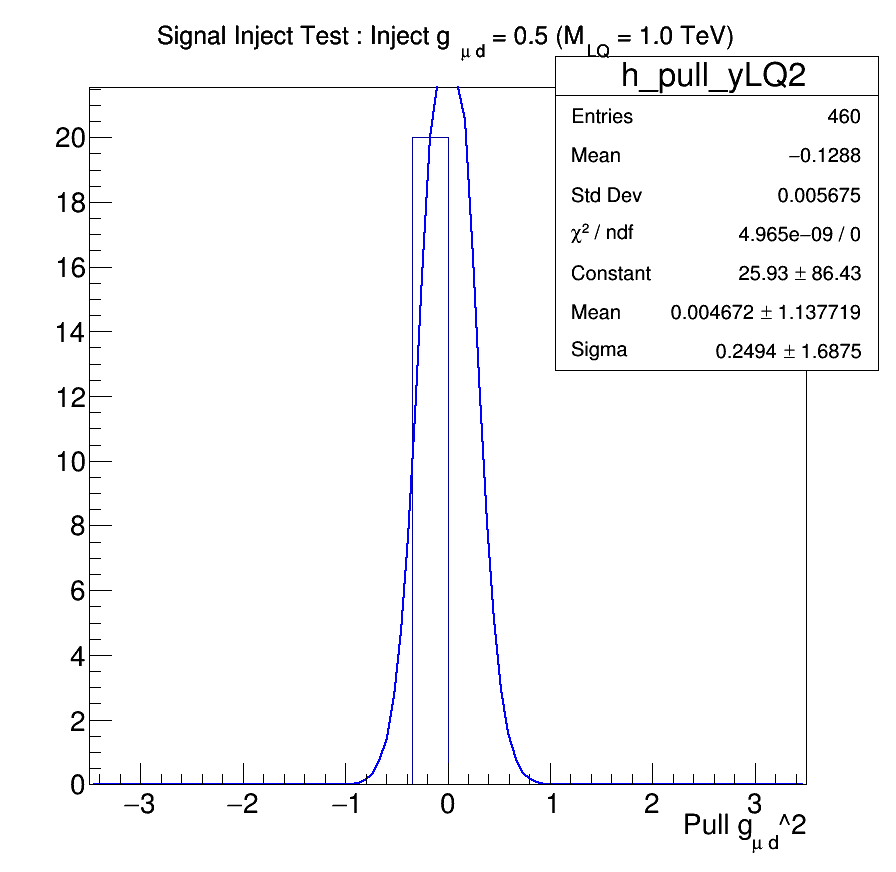 Signal Inject Test : Inject g μ d = 0.5 (M LQ = 1.0 TeV)
h_pull_yLQ2
Entries 460
Mean −0.1288
Std Dev 0.005675
χ² / ndf 4.965e−09 / 0
Constant 25.93 ± 86.43
Mean 0.004672 ± 1.137719
Sigma 0.2494 ± 1.6875
20
18
16
14
12
10
8
6
4
2
0
−3 −2 −1 0 1 2 3
Pull g μ d^2